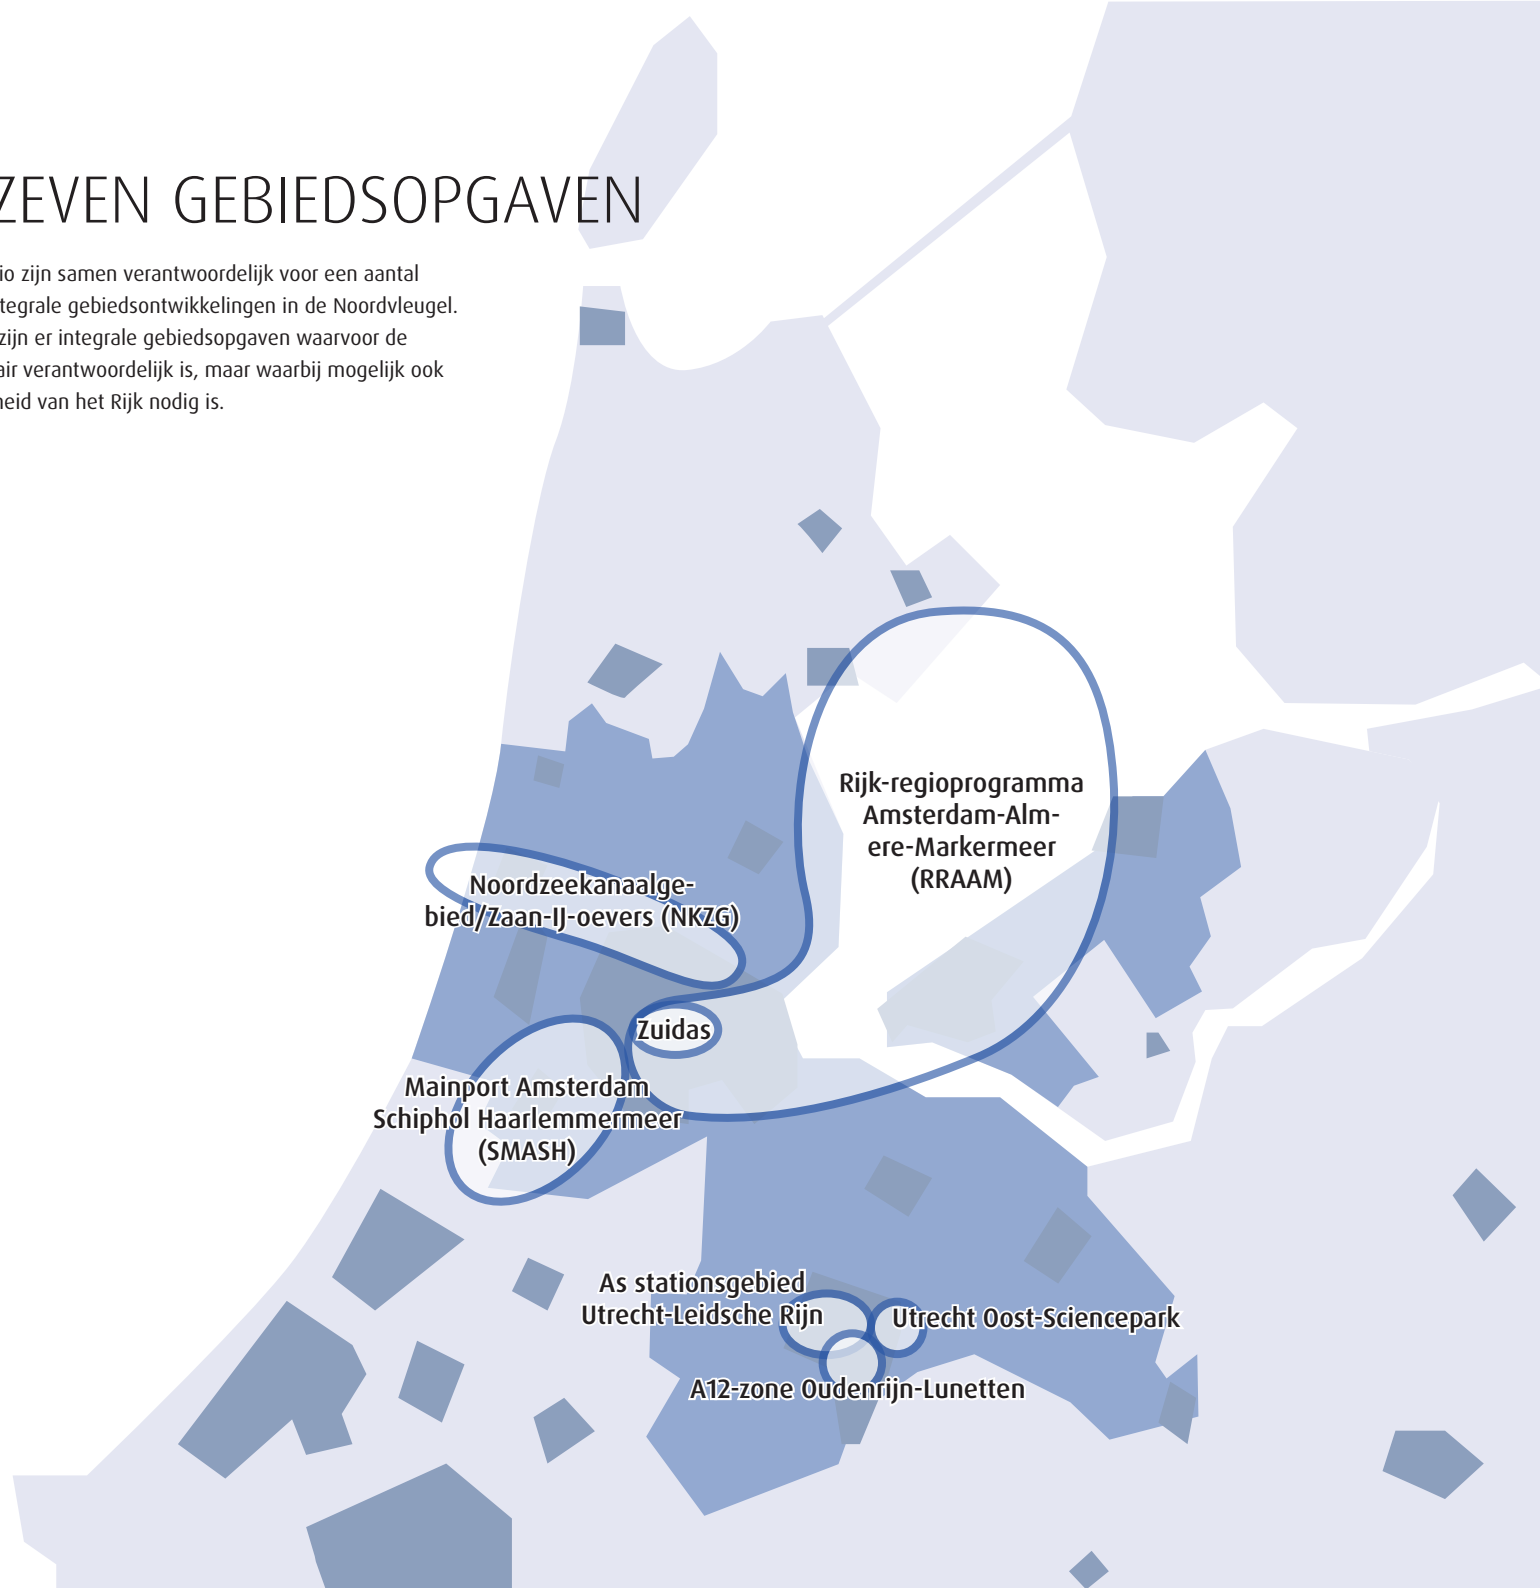 ZEVEN GEBIEDSOPGAVEN
io zijn samen verantwoordelijk voor een aantal
tegrale gebiedsontwikkelingen in de Noordvleugel.
zijn er integrale gebiedsopgaven waarvoor de
air verantwoordelijk is, maar waarbij mogelijk ook
heid van het Rijk nodig is.
Rijk-regioprogramma
Amsterdam-Alm-
ere-Markermeer
(RRAAM)
Noordzeekanaalge-
bied/Zaan-IJ-oevers (NKZG)
Zuidas
Mainport Amsterdam
Schiphol Haarlemmermeer
(SMASH)
As stationsgebied
Utrecht-Leidsche Rijn
Utrecht Oost-Sciencepark
A12-zone Oudenrijn-Lunetten